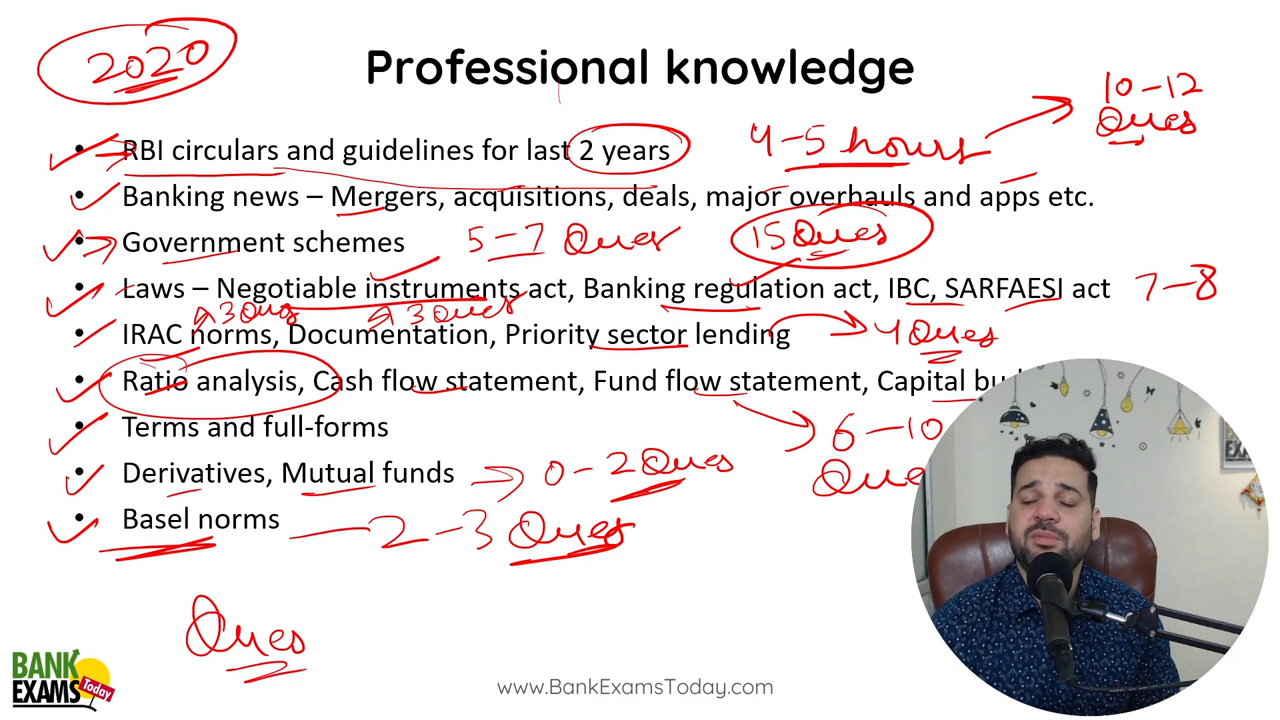 2020
Professional knowledge
10-12
Ques
4-5 hours
• RBI circulars and guidelines for last 2 years
• Banking news – Mergers, acquisitions, deals, major overhauls and apps etc.
• Government schemes 5-7 Ques 15 Ques
• Laws – Negotiable instruments act, Banking regulation act, IBC, SARFAESI act 7-8
3 Ques 3 Ques
• IRAC norms, Documentation, Priority sector lending 4 Ques
• Ratio analysis, Cash flow statement, Fund flow statement, Capital
• Terms and full-forms 6-10
• Derivatives, Mutual funds 0-2 Ques
• Basel norms 2-3 Ques
Ques
BANK
EXAMS
Today
www.BankExamsToday.com